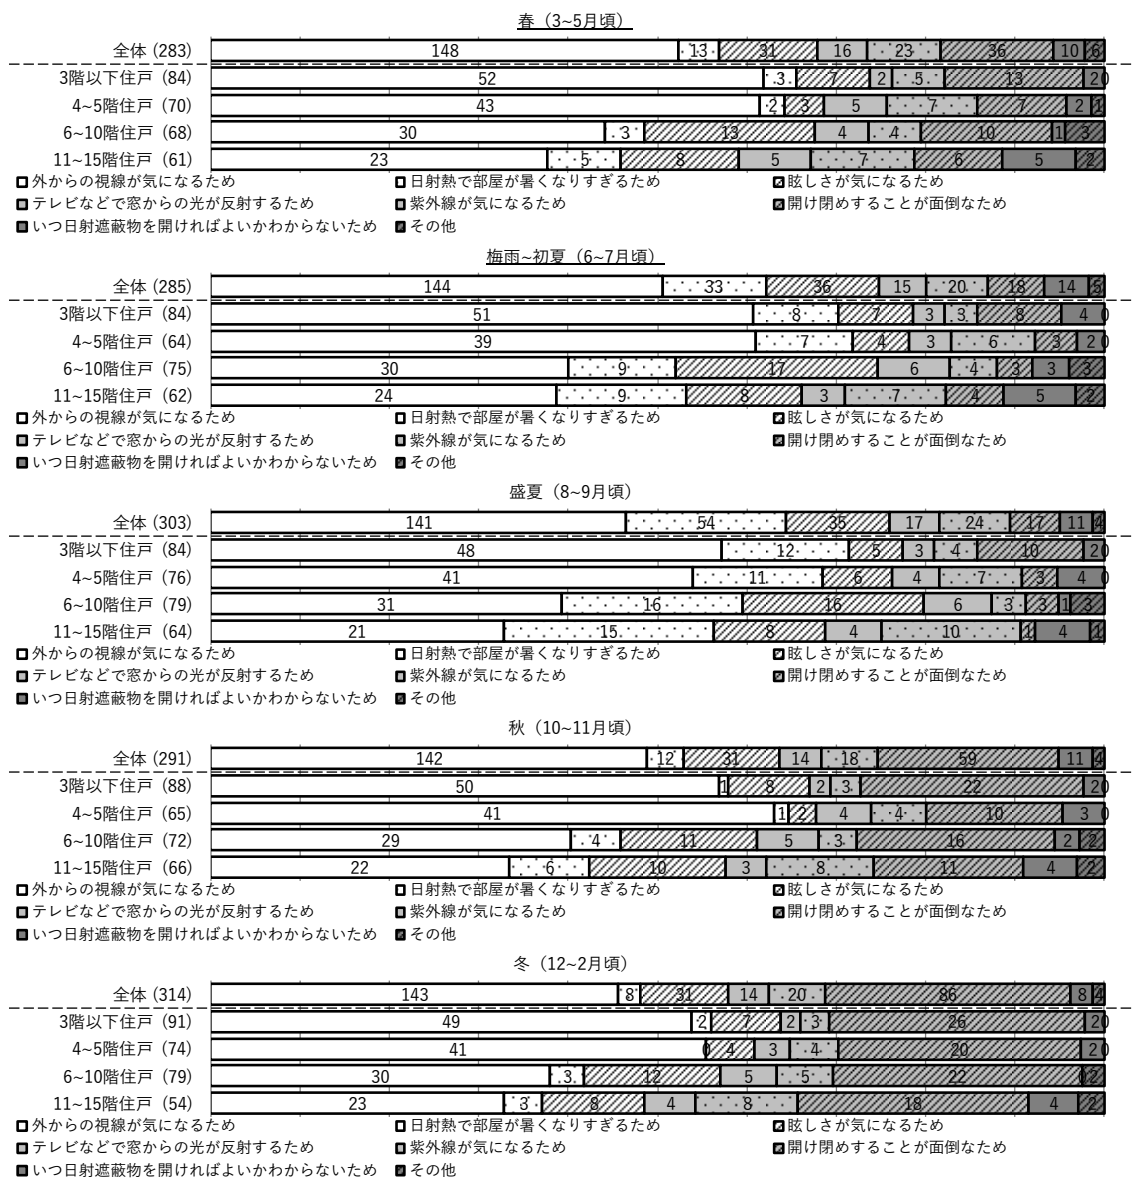 春（3~5月頃）
全体 (283) 148 13 31 16 23 36 10 6
3階以下住戸 (84) 52 3 7 2 5 13 2 0
4~5階住戸 (70) 43 2 3 5 7 7 2 1
6~10階住戸 (68) 30 3 13 4 4 10 1 3
11~15階住戸 (61) 23 5 8 5 7 6 5 2
外からの視線が気になるため 日射熱で部屋が暑くなりすぎるため 眩しさが気になるため
テレビなどで窓からの光が反射するため 紫外線が気になるため 開け閉めすることが面倒なため
いつ日射遮蔽物を開ければよいかわからないため その他
梅雨~初夏（6~7月頃）
全体 (285) 144 33 36 15 20 18 14 5
3階以下住戸 (84) 51 8 7 3 3 8 4 0
4~5階住戸 (64) 39 7 4 3 6 3 2 0
6~10階住戸 (75) 30 9 17 6 4 3 3 3
11~15階住戸 (62) 24 9 8 3 7 4 5 2
外からの視線が気になるため 日射熱で部屋が暑くなりすぎるため 眩しさが気になるため
テレビなどで窓からの光が反射するため 紫外線が気になるため 開け閉めすることが面倒なため
いつ日射遮蔽物を開ければよいかわからないため その他
盛夏（8~9月頃）
全体 (303) 141 54 35 17 24 17 11 4
3階以下住戸 (84) 48 12 5 3 4 10 2 0
4~5階住戸 (76) 41 11 6 4 7 3 4 0
6~10階住戸 (79) 31 16 16 6 3 3 1 3
11~15階住戸 (64) 21 15 8 4 10 1 4 1
外からの視線が気になるため 日射熱で部屋が暑くなりすぎるため 眩しさが気になるため
テレビなどで窓からの光が反射するため 紫外線が気になるため 開け閉めすることが面倒なため
いつ日射遮蔽物を開ければよいかわからないため その他
秋（10~11月頃）
全体 (291) 142 12 31 14 18 59 11 4
3階以下住戸 (88) 50 1 8 2 3 22 2 0
4~5階住戸 (65) 41 1 2 4 4 10 3 0
6~10階住戸 (72) 29 4 11 5 3 16 2 2
11~15階住戸 (66) 22 6 10 3 8 11 4 2
外からの視線が気になるため 日射熱で部屋が暑くなりすぎるため 眩しさが気になるため
テレビなどで窓からの光が反射するため 紫外線が気になるため 開け閉めすることが面倒なため
いつ日射遮蔽物を開ければよいかわからないため その他
冬（12~2月頃）
全体 (314) 143 8 31 14 20 86 8 4
3階以下住戸 (91) 49 2 7 2 3 26 2 0
4~5階住戸 (74) 41 0 4 3 4 20 2 0
6~10階住戸 (79) 30 3 12 5 5 22 0 2
11~15階住戸 (54) 23 3 8 4 8 18 4 2
外からの視線が気になるため 日射熱で部屋が暑くなりすぎるため 眩しさが気になるため
テレビなどで窓からの光が反射するため 紫外線が気になるため 開け閉めすることが面倒なため
いつ日射遮蔽物を開ければよいかわからないため その他